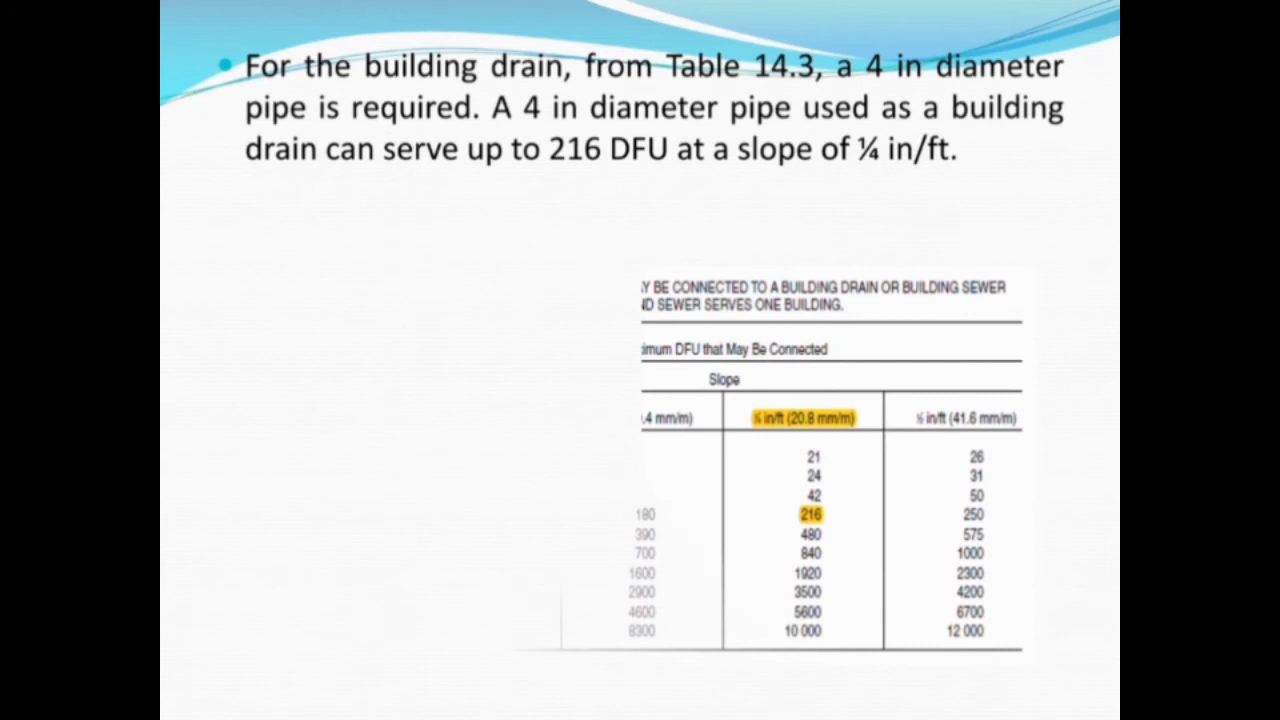 For the building drain, from Table 14.3, a 4 in diameter
pipe is required. A 4 in diameter pipe used as a building
drain can serve up to 216 DFU at a slope of ¼ in/ft.
Y BE CONNECTED TO A BUILDING DRAIN OR BUILDING SEWER
ND SEWER SERVES ONE BUILDING.
imum DFU that May Be Connected
Slope
.4 mm/m) ¼ in/ft (20.8 mm/m) ½ in/ft (41.6 mm/m)
21 26
24 31
42 50
180 216 250
390 480 575
700 840 1000
1600 1920 2300
2900 3500 4200
4600 5600 6700
8300 10 000 12 000